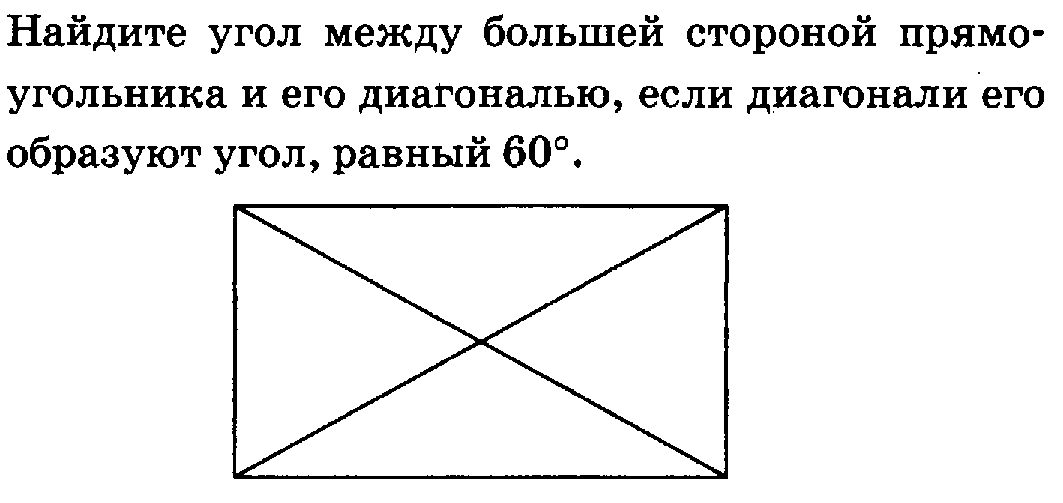 Найдите угол между большей стороной прямо-
угольника и его диагональю, если диагонали его
образуют угол, равный 60°.